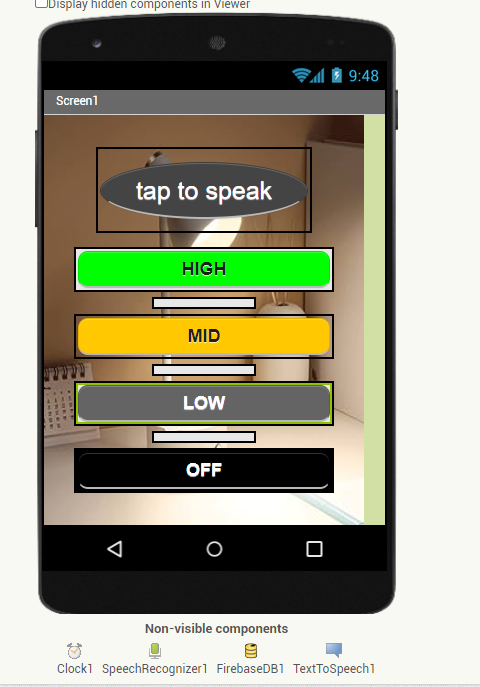 Display hidden components in Viewer
9:48
Screen1
tap to speak
HIGH
MID
LOW
OFF
Non-visible components
Clock1 SpeechRecognizer1 FirebaseDB1 TextToSpeech1